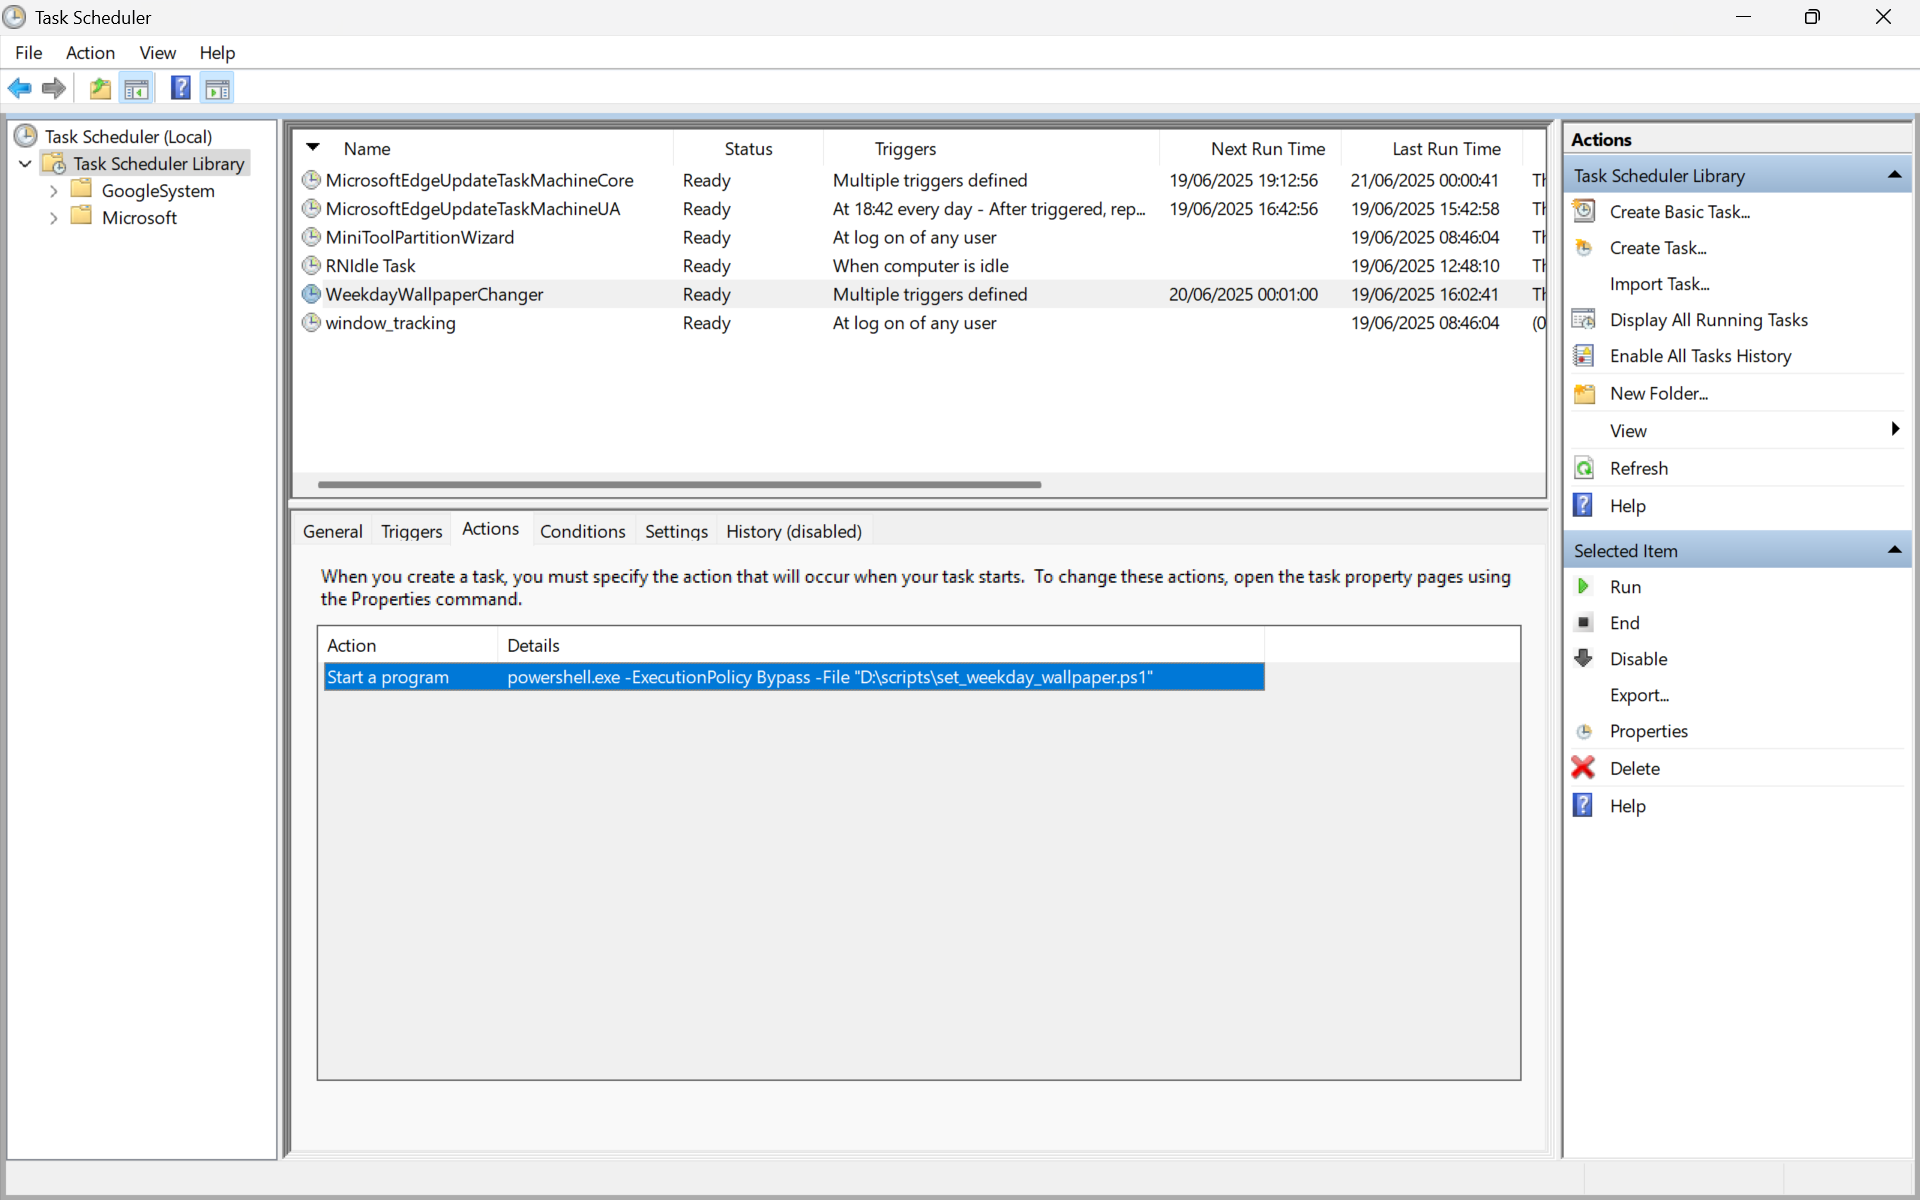 Task Scheduler
File Action View Help
Task Scheduler (Local)
Task Scheduler Library
GoogleSystem
Microsoft
Name Status Triggers Next Run Time Last Run Time
MicrosoftEdgeUpdateTaskMachineCore Ready Multiple triggers defined 19/06/2025 19:12:56 21/06/2025 00:00:41
MicrosoftEdgeUpdateTaskMachineUA Ready At 18:42 every day - After triggered, rep... 19/06/2025 16:42:56 19/06/2025 15:42:58
MiniToolPartitionWizard Ready At log on of any user 19/06/2025 08:46:04
RNIdle Task Ready When computer is idle 19/06/2025 12:48:10
WeekdayWallpaperChanger Ready Multiple triggers defined 20/06/2025 00:01:00 19/06/2025 16:02:41
window_tracking Ready At log on of any user 19/06/2025 08:46:04 (0
General Triggers Actions Conditions Settings History (disabled)
When you create a task, you must specify the action that will occur when your task starts. To change these actions, open the task property pages using
the Properties command.
Action Details
Start a program powershell.exe -ExecutionPolicy Bypass -File "D:\scripts\set_weekday_wallpaper.ps1"
Actions
Task Scheduler Library
Create Basic Task...
Create Task...
Import Task...
Display All Running Tasks
Enable All Tasks History
New Folder...
View
Refresh
Help
Selected Item
Run
End
Disable
Export...
Properties
Delete
Help